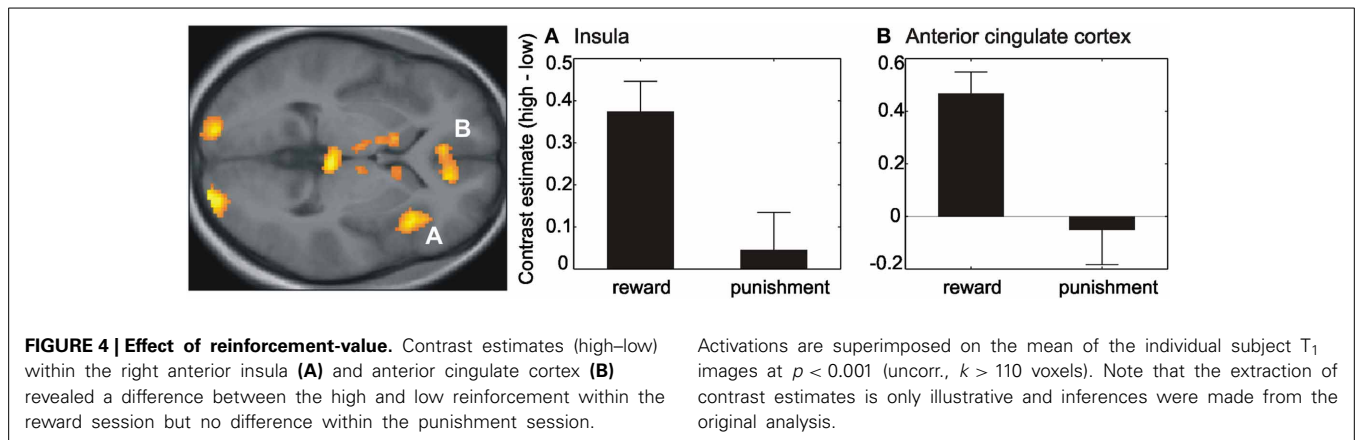 B
A
A Insula
Contrast estimate (high - low)
0.5
0.4
0.3
0.2
0.1
0
reward punishment
B Anterior cingulate cortex
0.6
0.4
0.2
0
-0.2
reward punishment
FIGURE 4 | Effect of reinforcement-value. Contrast estimates (high–low)
within the right anterior insula (A) and anterior cingulate cortex (B)
revealed a difference between the high and low reinforcement within the
reward session but no difference within the punishment session.
Activations are superimposed on the mean of the individual subject T1
images at p < 0.001 (uncorr., k > 110 voxels). Note that the extraction of
contrast estimates is only illustrative and inferences were made from the
original analysis.